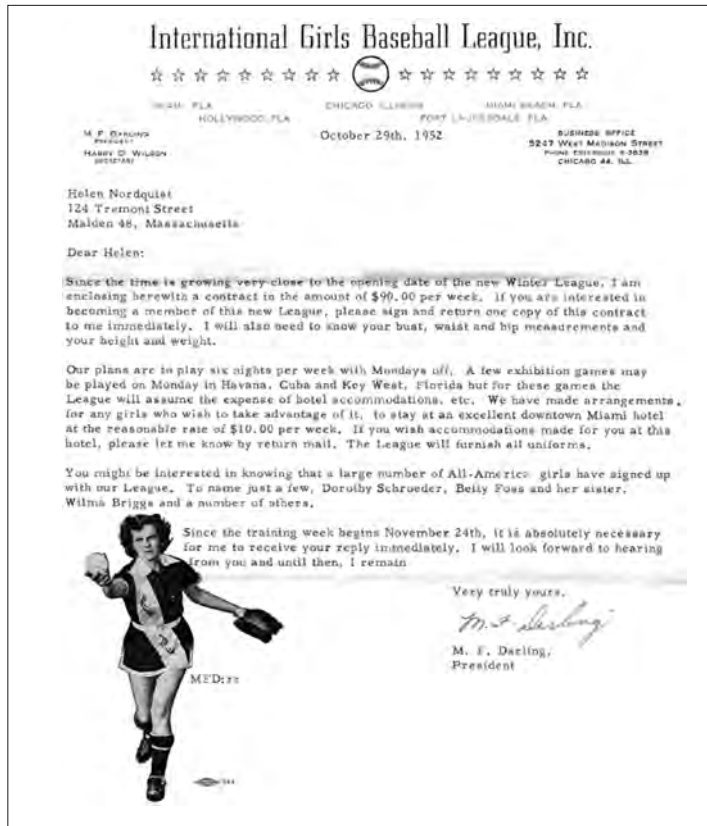 International Girls Baseball League, Inc.
MIAMI, FLA. CHICAGO ILLINOIS MIAMI BEACH, FLA.
HOLLYWOOD, FLA. FORT LAUDERDALE, FLA.
M. F. DARLING
PRESIDENT
HARRY D. WILSON
SECRETARY
October 29th, 1952
BUSINESS OFFICE
5247 WEST MADISON STREET
PHONE
CHICAGO 44, ILL.
Helen Nordquist
124 Tremont Street
Malden 48, Massachusetts
Dear Helen:
Since the time is growing very close to the opening date of the new Winter League, I am
enclosing herewith a contract in the amount of $90.00 per week. If you are interested in
becoming a member of this new League, please sign and return one copy of this contract
to me immediately. I will also need to know your bust, waist and hip measurements and
your height and weight.
Our plans are to play six nights per week with Mondays off. A few exhibition games may
be played on Monday in Havana, Cuba and Key West, Florida but for these games the
League will assume the expense of hotel accommodations, etc. We have made arrangements,
for any girls who wish to take advantage of it, to stay at an excellent downtown Miami hotel
at the reasonable rate of $10.00 per week. If you wish accommodations made for you at this
hotel, please let me know by return mail. The League will furnish all uniforms.
You might be interested in knowing that a large number of All-America girls have signed up
with our League. To name just a few, Dorothy Schroeder, Betty Foss and her sister,
Wilma Briggs and a number of others.
Since the training week begins November 24th, it is absolutely necessary
for me to receive your reply immediately. I will look forward to hearing
from you and until then, I remain
Very truly yours,
M. F. Darling
M. F. Darling,
President